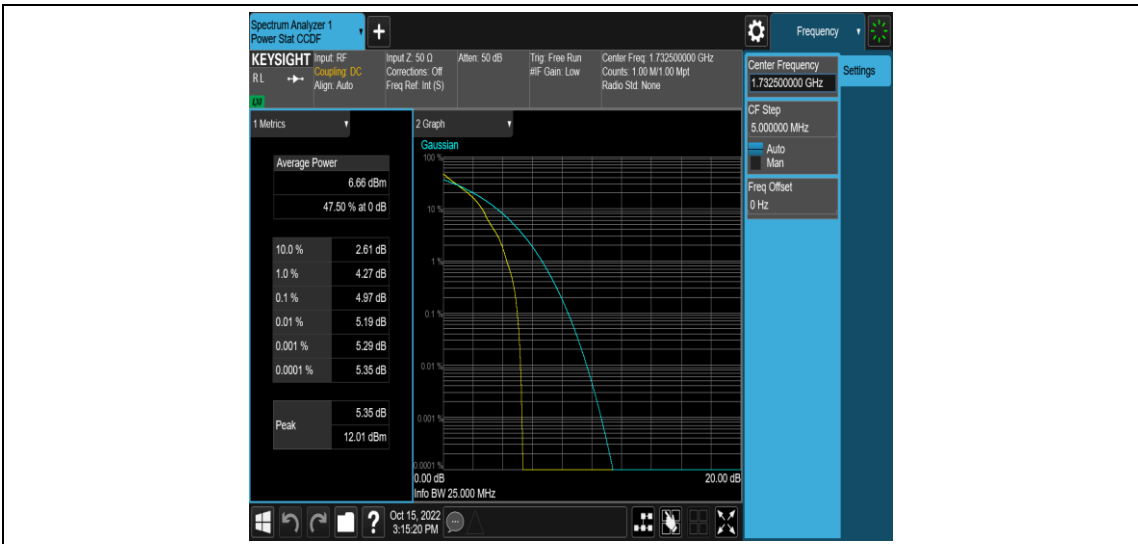 Spectrum Analyzer 1
Power Stat CCDF
+
Frequency
KEYSIGHT
RL
LXI
Input: RF
Coupling: DC
Align: Auto
Input Z: 50 Ω
Corrections: Off
Freq Ref: Int (S)
Atten: 50 dB
Trig: Free Run
#IF Gain: Low
Center Freq: 1.732500000 GHz
Counts: 1.00 M/1.00 Mpt
Radio Std: None
Center Frequency
1.732500000 GHz
Settings
CF Step
5.000000 MHz
Auto
Man
Freq Offset
0 Hz
1 Metrics
Average Power
6.66 dBm
47.50 % at 0 dB
10.0 % 2.61 dB
1.0 % 4.27 dB
0.1 % 4.97 dB
0.01 % 5.19 dB
0.001 % 5.29 dB
0.0001 % 5.35 dB
Peak
5.35 dB
12.01 dBm
2 Graph
Gaussian
100 %
10 %
1 %
0.1 %
0.01 %
0.001 %
0.0001 %
0.00 dB 20.00 dB
Info BW 25.000 MHz
?
Oct 15, 2022
3:15:20 PM